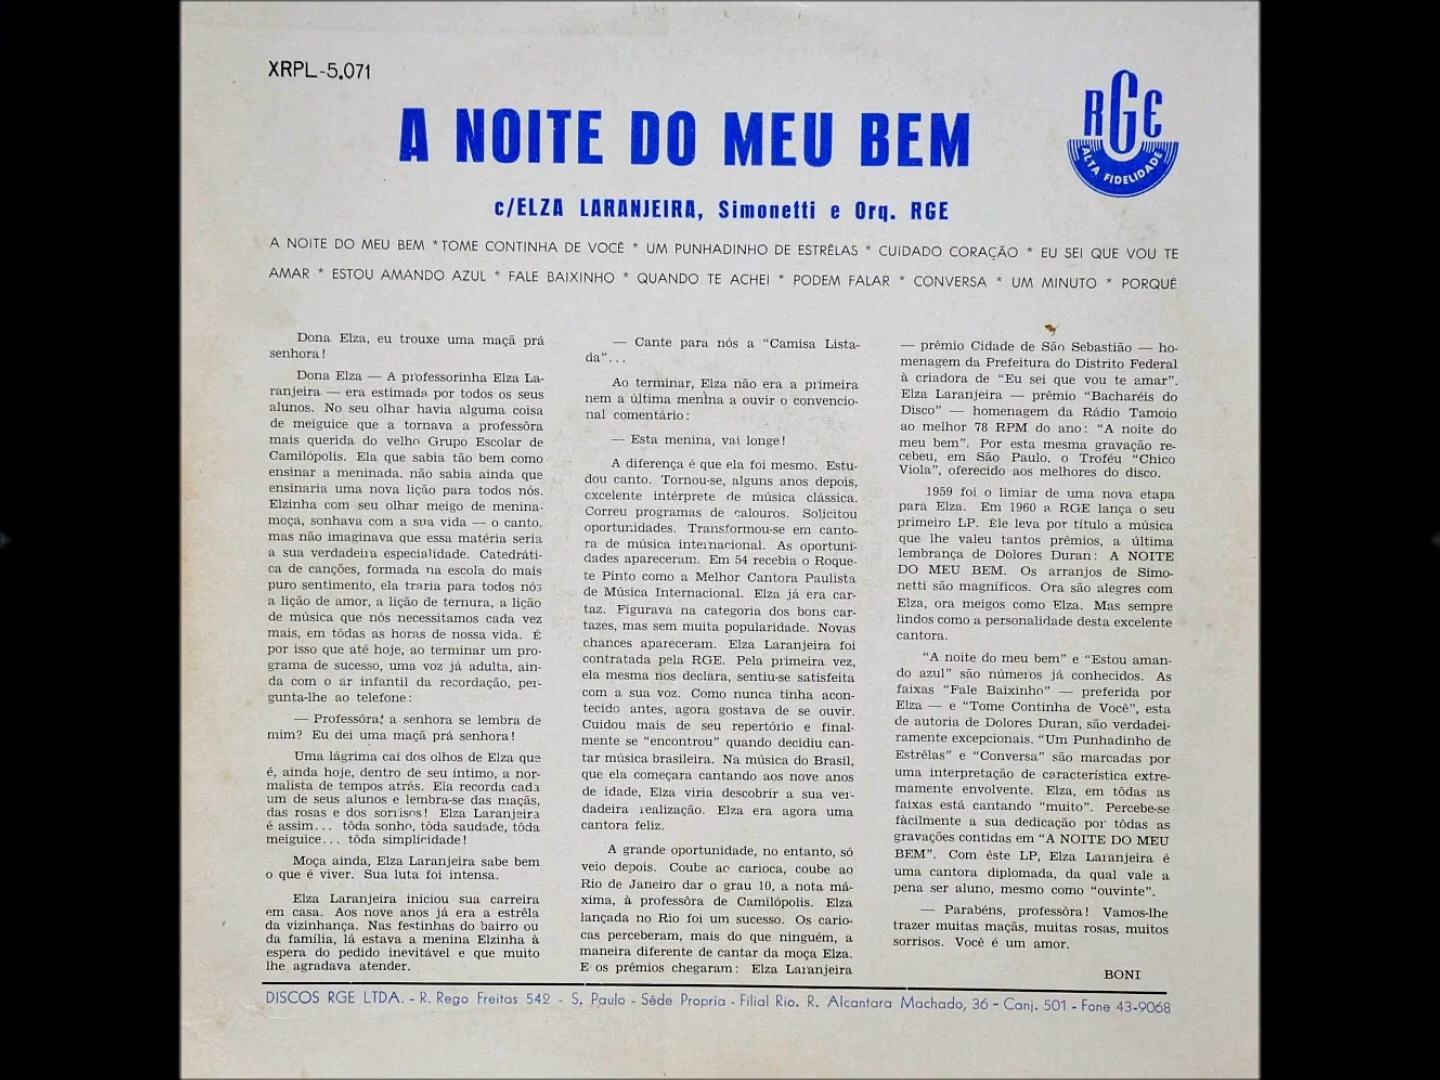 XRPL-5.071
A NOITE DO MEU BEM
RGE
ALTA FIDELIDADE
c/ELZA LARANJEIRA, Simonetti e Orq. RGE
A NOITE DO MEU BEM * TOME CONTINHA DE VOCÊ * UM PUNHADINHO DE ESTRÊLAS * CUIDADO CORAÇÃO * EU SEI QUE VOU TE
AMAR * ESTOU AMANDO AZUL * FALE BAIXINHO * QUANDO TE ACHEI * PODEM FALAR * CONVERSA * UM MINUTO * PORQUÊ
Dona Elza, eu trouxe uma maçã prá
senhora!
Dona Elza — A professorinha Elza La-
ranjeira — era estimada por todos os seus
alunos. No seu olhar havia alguma coisa
de meiguice que a tornava a professôra
mais querida do velho Grupo Escolar de
Camilópolis. Ela que sabia tão bem como
ensinar a meninada, não sabia ainda que
ensinaria uma nova lição para todos nós.
Elzinha com seu olhar meigo de menina-
moça, sonhava com a sua vida — o canto,
mas não imaginava que essa matéria seria
a sua verdadeira especialidade. Catedráti-
ca de canções, formada na escola do mais
puro sentimento, ela traria para todos nós
a lição de amor, a lição de ternura, a lição
de música que nós necessitamos cada vez
mais, em tôdas as horas de nossa vida. É
por isso que até hoje, ao terminar um pro-
grama de sucesso, uma voz já adulta, ain-
da com o ar infantil da recordação, per-
gunta-lhe ao telefone:
— Professôra! a senhora se lembra de
mim? Eu dei uma maçã prá senhora!
Uma lágrima cai dos olhos de Elza que
é, ainda hoje, dentro de seu íntimo, a nor-
malista de tempos atrás. Ela recorda cada
um de seus alunos e lembra-se das maçãs,
das rosas e dos sorrisos! Elza Laranjeira
é assim... tôda sonho, tôda saudade, tôda
meiguice... tôda simplicidade!
Moça ainda, Elza Laranjeira sabe bem
o que é viver. Sua luta foi intensa.
Elza Laranjeira iniciou sua carreira
em casa. Aos nove anos já era a estrêla
da vizinhança. Nas festinhas do bairro ou
da família, lá estava a menina Elzinha à
espera do pedido inevitável e que muito
lhe agradava atender.
— Cante para nós a "Camisa Lista-
da"...
Ao terminar, Elza não era a primeira
nem a última menina a ouvir o convencio-
nal comentário:
— Esta menina, vai longe!
A diferença é que ela foi mesmo. Estu-
dou canto. Tornou-se, alguns anos depois,
excelente intérprete de música clássica.
Correu programas de calouros. Solicitou
oportunidades. Transformou-se em canto-
ra de música internacional. As oportuni-
dades apareceram. Em 54 recebia o Roque-
te Pinto como a Melhor Cantora Paulista
de Música Internacional. Elza já era car-
taz. Figurava na categoria dos bons car-
tazes, mas sem muita popularidade. Novas
chances apareceram. Elza Laranjeira foi
contratada pela RGE. Pela primeira vez,
ela mesma nos declara, sentiu-se satisfeita
com a sua voz. Como nunca tinha acon-
tecido antes, agora gostava de se ouvir.
Cuidou mais de seu repertório e final-
mente se "encontrou" quando decidiu can-
tar música brasileira. Na música do Brasil,
que ela começara cantando aos nove anos
de idade, Elza viria descobrir a sua ver-
dadeira realização. Elza era agora uma
cantora feliz.
A grande oportunidade, no entanto, só
veio depois. Coube ao carioca, coube ao
Rio de Janeiro dar o grau 10, a nota má-
xima, à professôra de Camilópolis. Elza
lançada no Rio foi um sucesso. Os cario-
cas perceberam, mais do que ninguém, a
maneira diferente de cantar da moça Elza.
E os prêmios chegaram: Elza Laranjeira
— prêmio Cidade de São Sebastião — ho-
menagem da Prefeitura do Distrito Federal
à criadora de "Eu sei que vou te amar".
Elza Laranjeira — prêmio "Bacharéis do
Disco" — homenagem da Rádio Tamoio
ao melhor 78 RPM do ano: "A noite do
meu bem". Por esta mesma gravação re-
cebeu, em São Paulo, o Troféu "Chico
Viola", oferecido aos melhores do disco.
1959 foi o limiar de uma nova etapa
para Elza. Em 1960 a RGE lança o seu
primeiro LP. Êle leva por título a música
que lhe valeu tantos prêmios, a última
lembrança de Dolores Duran: A NOITE
DO MEU BEM. Os arranjos de Simo-
netti são magníficos. Ora são alegres com
Elza, ora meigos como Elza. Mas sempre
lindos como a personalidade desta excelente
cantora.
"A noite do meu bem" e "Estou aman-
do azul" são números já conhecidos. As
faixas "Fale Baixinho" — preferida por
Elza — e "Tome Continha de Você", esta
de autoria de Dolores Duran, são verdadei-
ramente excepcionais. "Um Punhadinho de
Estrêlas" e "Conversa" são marcadas por
uma interpretação de característica extre-
mamente envolvente. Elza, em tôdas as
faixas está cantando "muito". Percebe-se
fàcilmente a sua dedicação por tôdas as
gravações contidas em "A NOITE DO MEU
BEM". Com êste LP, Elza Laranjeira é
uma cantora diplomada, da qual vale a
pena ser aluno, mesmo como "ouvinte".
— Parabéns, professôra! Vamos-lhe
trazer muitas maçãs, muitas rosas, muitos
sorrisos. Você é um amor.
BONI
DISCOS RGE LTDA. - R. Rego Freitas 542 - S. Paulo - Séde Propria - Filial Rio. R. Alcantara Machado, 36 - Conj. 501 - Fone 43-9068